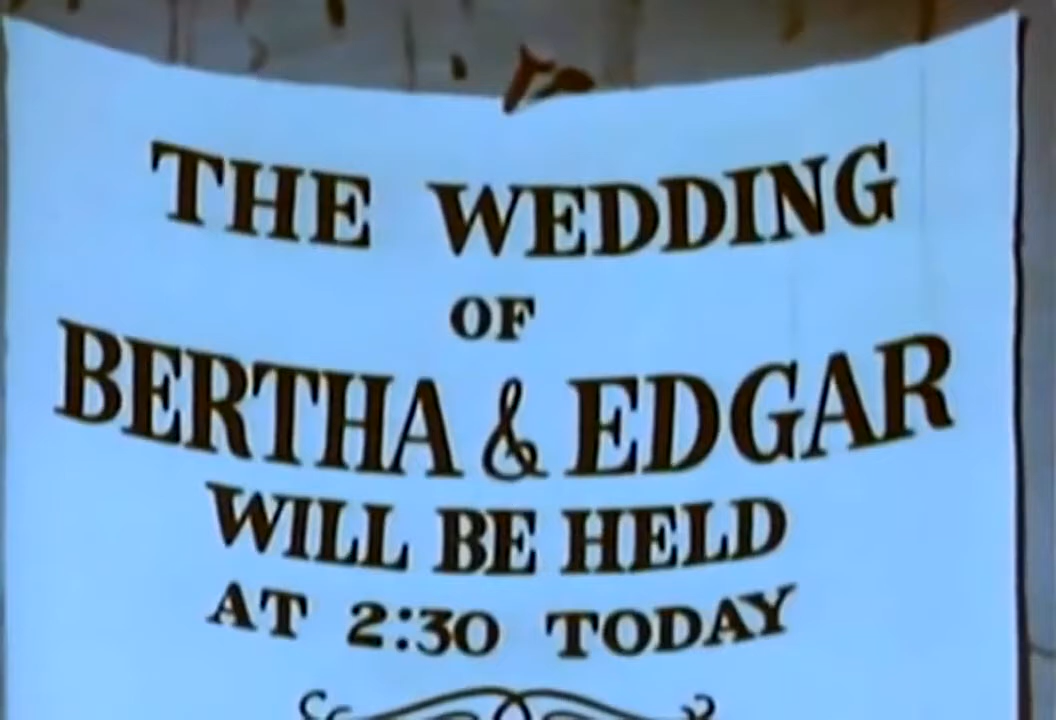 THE WEDDING
OF
BERTHA & EDGAR
WILL BE HELD
AT 2:30 TODAY